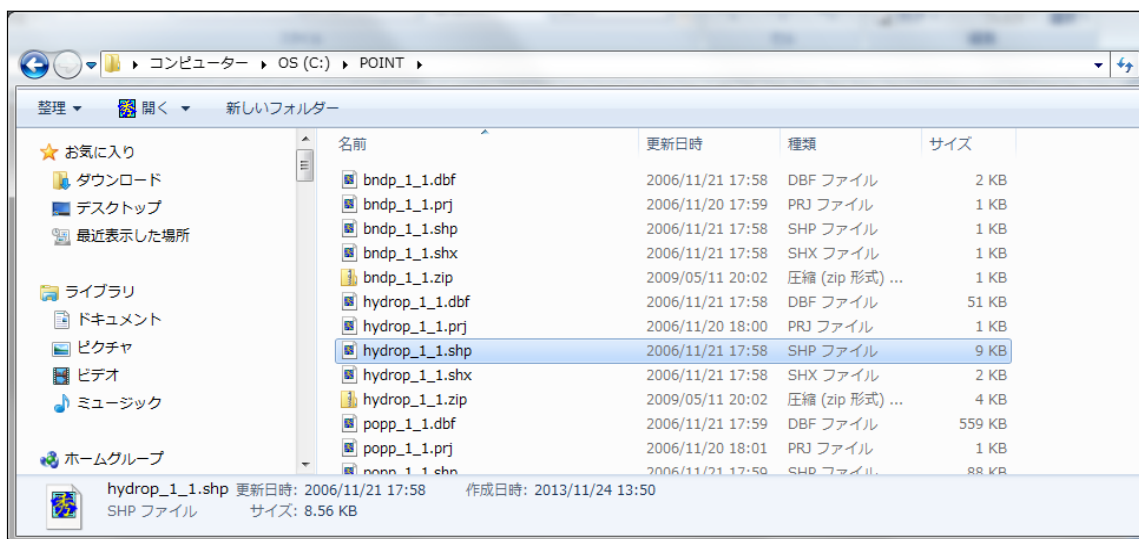 コンピューター ▸ OS (C:) ▸ POINT ▸
整理 開く 新しいフォルダー
お気に入り
ダウンロード
デスクトップ
最近表示した場所
ライブラリ
ドキュメント
ピクチャ
ビデオ
ミュージック
ホームグループ
名前 更新日時 種類 サイズ
bndp_1_1.dbf 2006/11/21 17:58 DBF ファイル 2 KB
bndp_1_1.prj 2006/11/20 17:59 PRJ ファイル 1 KB
bndp_1_1.shp 2006/11/21 17:58 SHP ファイル 1 KB
bndp_1_1.shx 2006/11/21 17:58 SHX ファイル 1 KB
bndp_1_1.zip 2009/05/11 20:02 圧縮 (zip 形式) ... 1 KB
hydrop_1_1.dbf 2006/11/21 17:58 DBF ファイル 51 KB
hydrop_1_1.prj 2006/11/20 18:00 PRJ ファイル 1 KB
hydrop_1_1.shp 2006/11/21 17:58 SHP ファイル 9 KB
hydrop_1_1.shx 2006/11/21 17:58 SHX ファイル 2 KB
hydrop_1_1.zip 2009/05/11 20:02 圧縮 (zip 形式) ... 4 KB
popp_1_1.dbf 2006/11/21 17:59 DBF ファイル 559 KB
popp_1_1.prj 2006/11/20 18:01 PRJ ファイル 1 KB
popp_1_1.shp 2006/11/21 17:59 SHP ファイル 88 KB
hydrop_1_1.shp 更新日時: 2006/11/21 17:58 作成日時: 2013/11/24 13:50
SHP ファイル サイズ: 8.56 KB